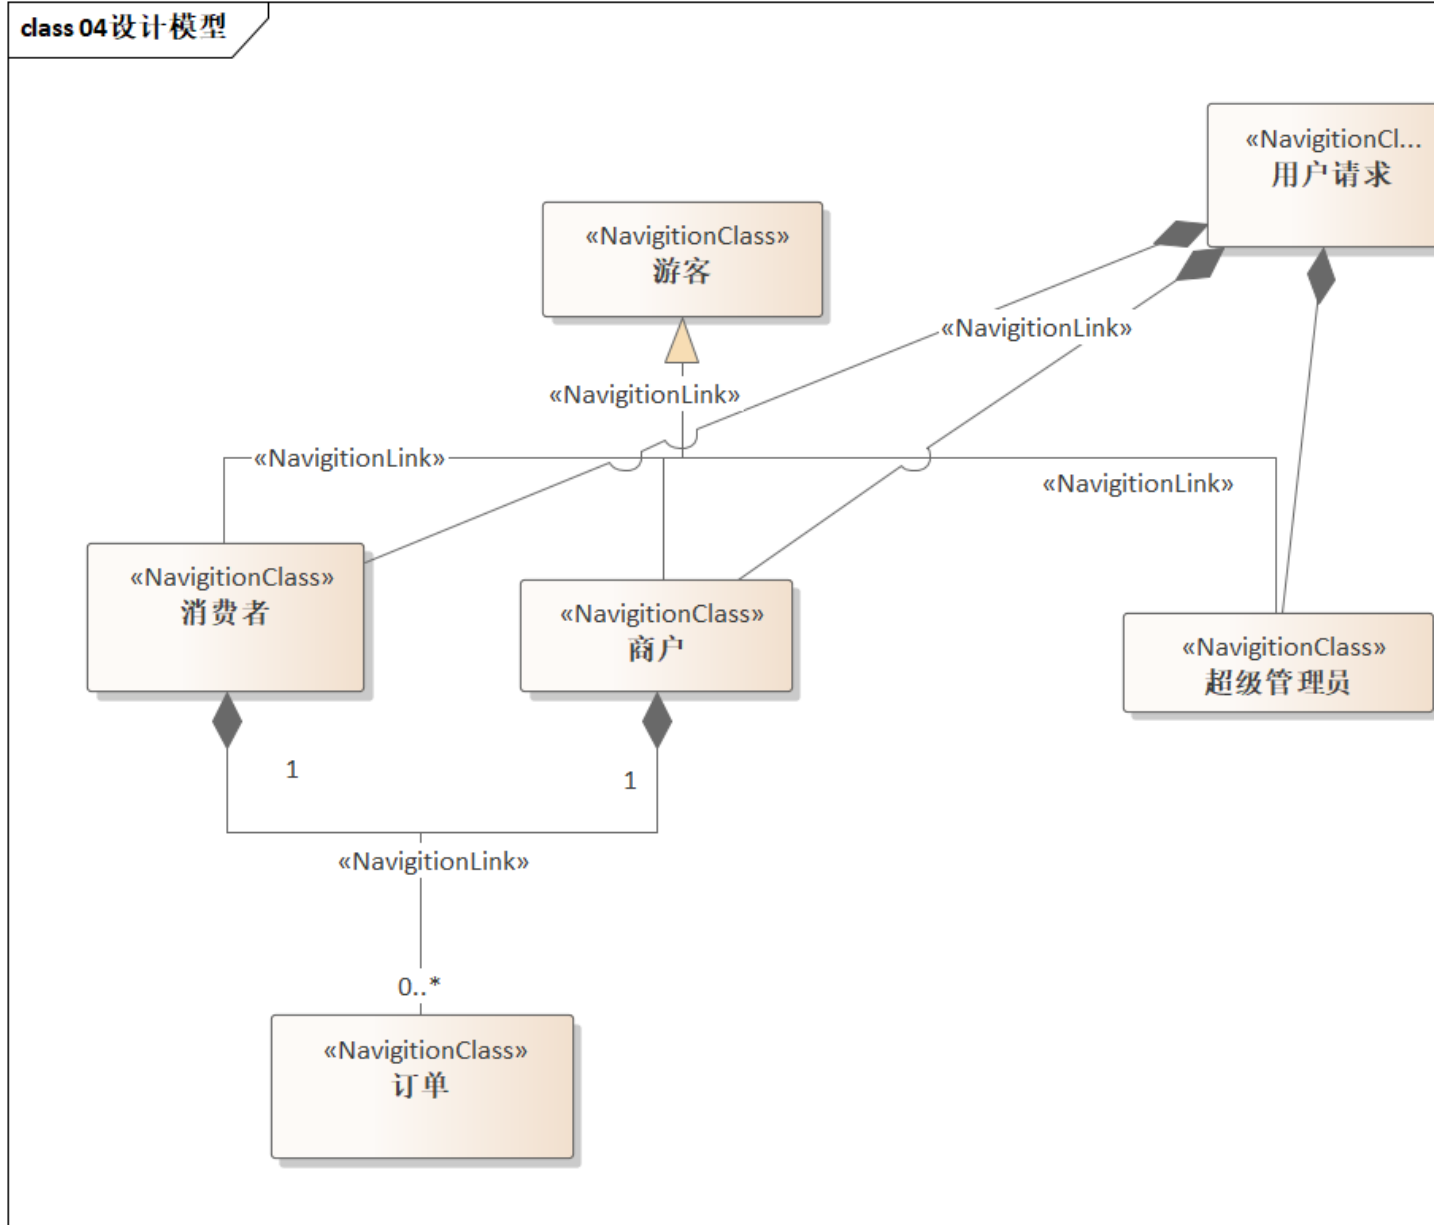 class 04设计模型
«NavigitionCl...
用户请求
«NavigitionClass»
游客
«NavigitionLink»
«NavigitionLink»
«NavigitionLink»
«NavigitionLink»
«NavigitionClass»
消费者
«NavigitionClass»
商户
«NavigitionClass»
超级管理员
1
1
«NavigitionLink»
0..*
«NavigitionClass»
订单